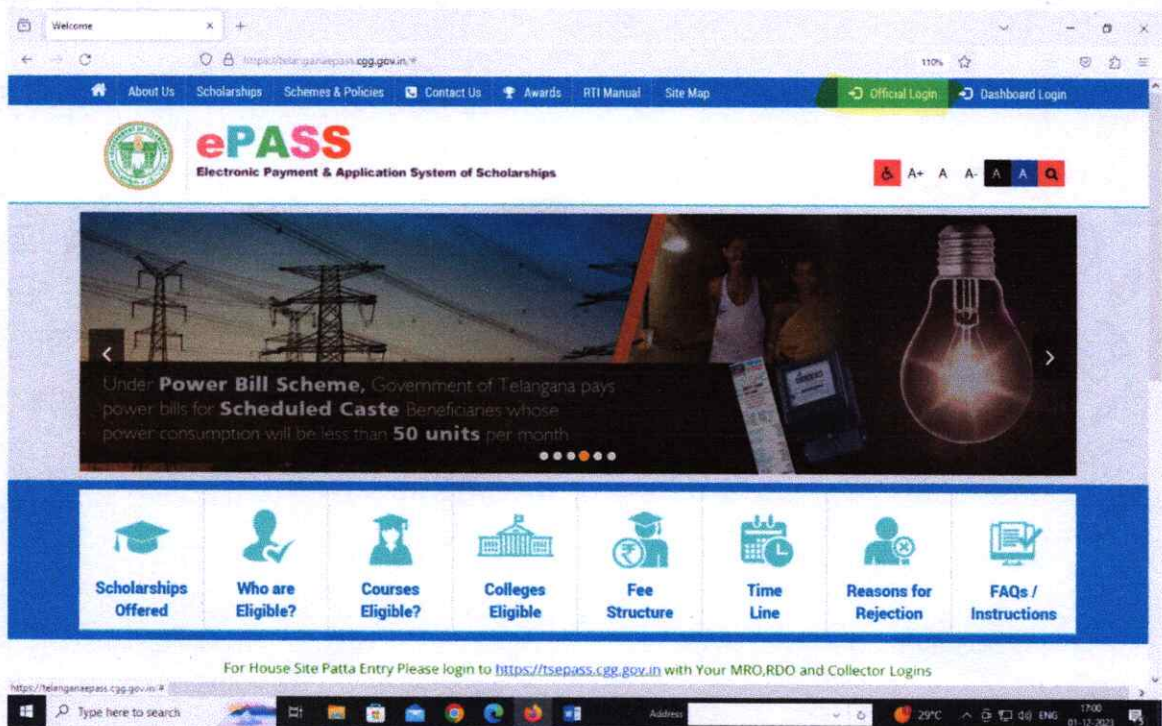 Welcome
https://telanganaepass.cgg.gov.in/#
110%
About Us Scholarships Schemes & Policies Contact Us Awards RTI Manual Site Map Official Login Dashboard Login
ePASS
Electronic Payment & Application System of Scholarships
A+ A A- A A
Under Power Bill Scheme, Government of Telangana pays
power bills for Scheduled Caste Beneficiaries whose
power consumption will be less than 50 units per month
Scholarships
Offered
Who are
Eligible?
Courses
Eligible?
Colleges
Eligible
Fee
Structure
Time
Line
Reasons for
Rejection
FAQs /
Instructions
For House Site Patta Entry Please login to https://tsepass.cgg.gov.in with Your MRO,RDO and Collector Logins
https://telanganaepass.cgg.gov.in/#
Type here to search
Address
29°C
ENG
17:00
01-12-2023